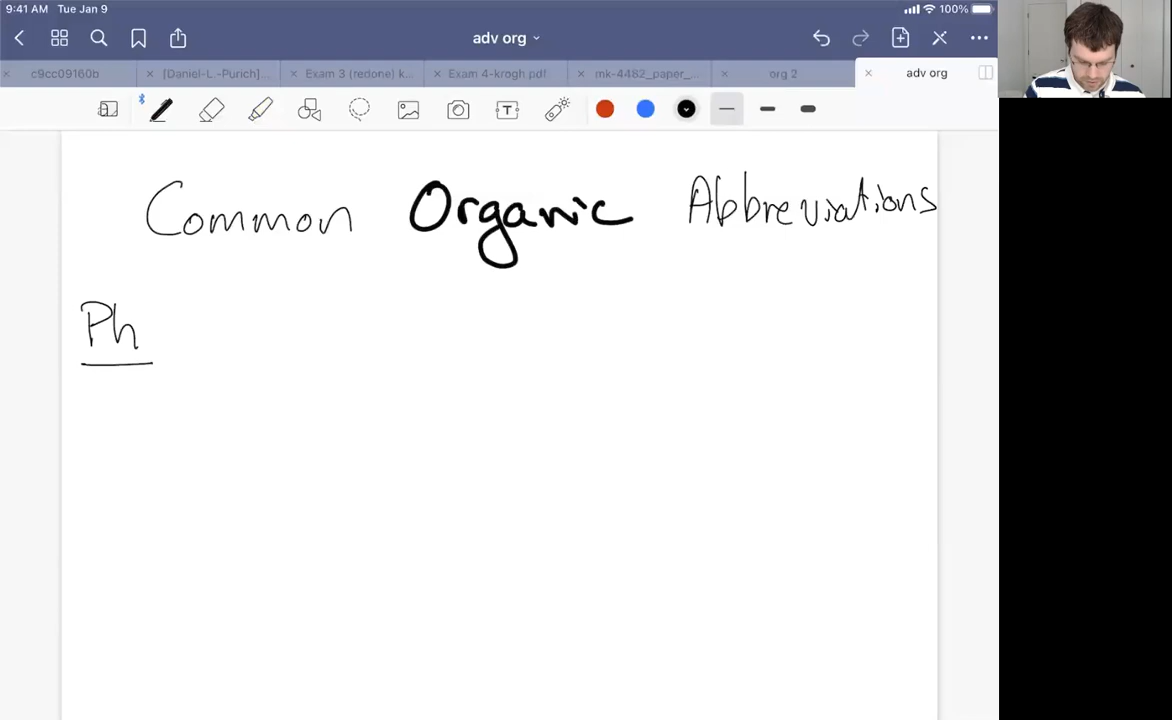 9:41 AM Tue Jan 9 100%
adv org
c9cc09160b [Daniel-L.-Purich]... Exam 3 (redone) k... Exam 4-krogh.pdf mk-4482_paper_... org 2 adv org
T
Common Organic Abbreviations
Ph